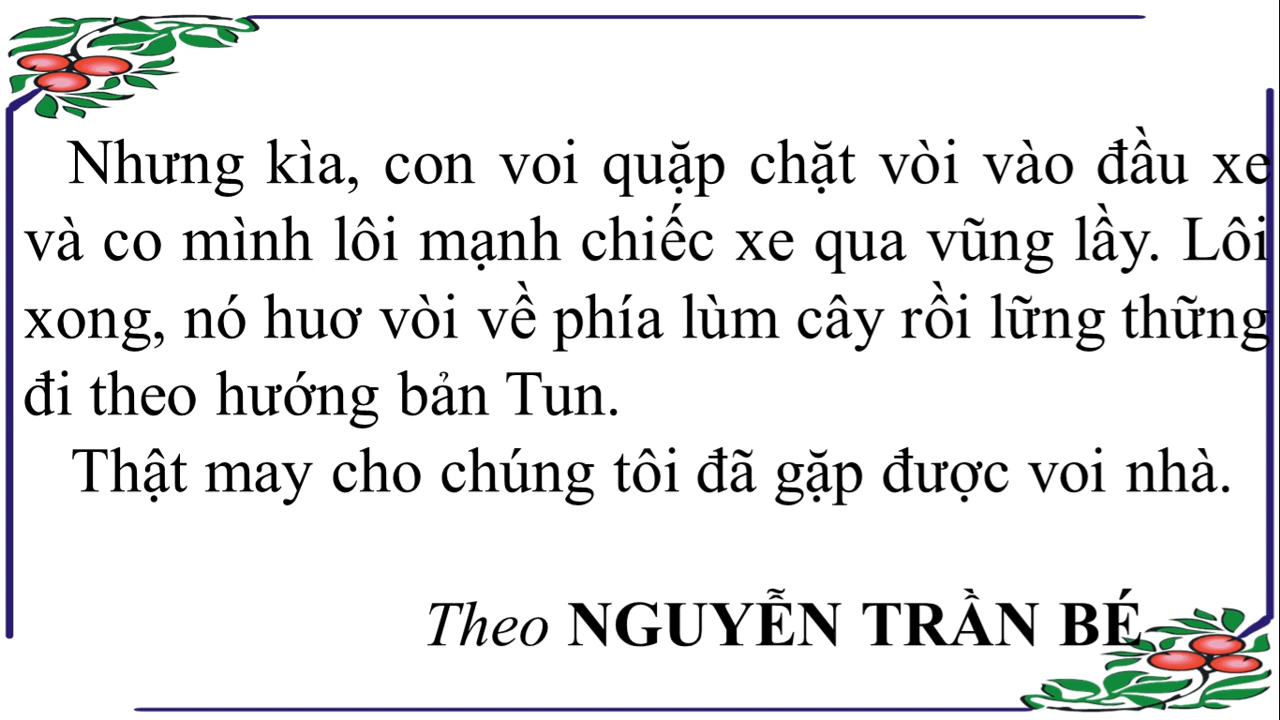 Nhưng kìa, con voi quặp chặt vòi vào đầu xe
và co mình lôi mạnh chiếc xe qua vũng lầy. Lôi
xong, nó huơ vòi về phía lùm cây rồi lững thững
đi theo hướng bản Tun.
Thật may cho chúng tôi đã gặp được voi nhà.
Theo NGUYỄN TRẦN BÉ